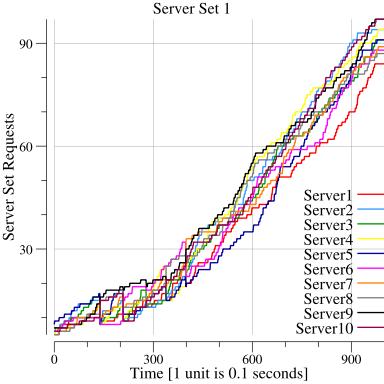 Server Set 1
90
60
30
Server Set Requests
Server1
Server2
Server3
Server4
Server5
Server6
Server7
Server8
Server9
Server10
0 300 600 900
Time [1 unit is 0.1 seconds]